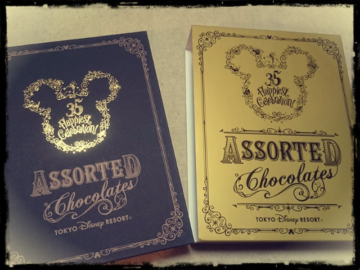 35
Happiest
Celebration!
ASSORTED
Chocolates
TOKYO Disney RESORT
35
Happiest
Celebration!
ASSORTED
Chocolates
TOKYO Disney RESORT